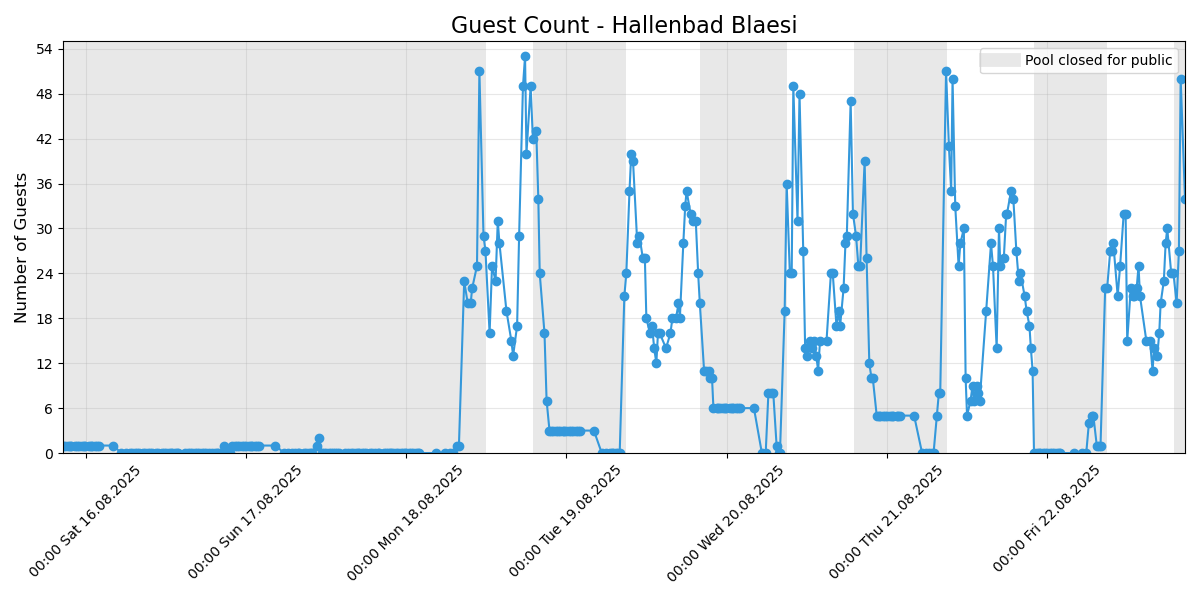 Guest Count - Hallenbad Blaesi
Pool closed for public
Number of Guests
54
48
42
36
30
24
18
12
6
0
00:00 Sat 16.08.2025
00:00 Sun 17.08.2025
00:00 Mon 18.08.2025
00:00 Tue 19.08.2025
00:00 Wed 20.08.2025
00:00 Thu 21.08.2025
00:00 Fri 22.08.2025